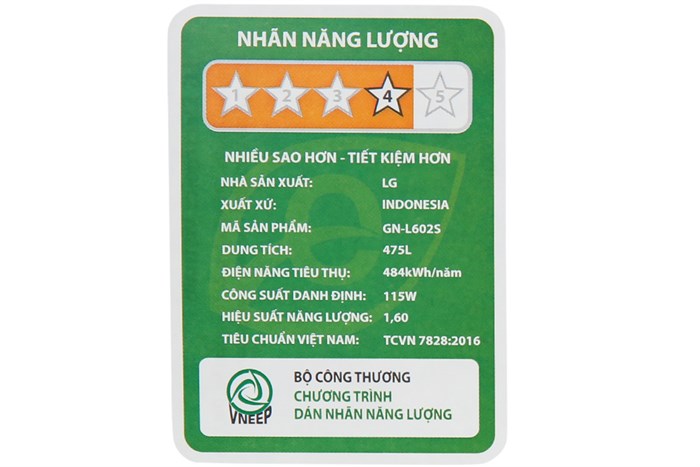 NHÃN NĂNG LƯỢNG
1 2 3 4 5
NHIỀU SAO HƠN - TIẾT KIỆM HƠN
NHÀ SẢN XUẤT: LG
XUẤT XỨ: INDONESIA
MÃ SẢN PHẨM: GN-L602S
DUNG TÍCH: 475L
ĐIỆN NĂNG TIÊU THỤ: 484kWh/năm
CÔNG SUẤT DANH ĐỊNH: 115W
HIỆU SUẤT NĂNG LƯỢNG: 1,60
TIÊU CHUẨN VIỆT NAM: TCVN 7828:2016
VNEEP
BỘ CÔNG THƯƠNG
CHƯƠNG TRÌNH
DÁN NHÃN NĂNG LƯỢNG